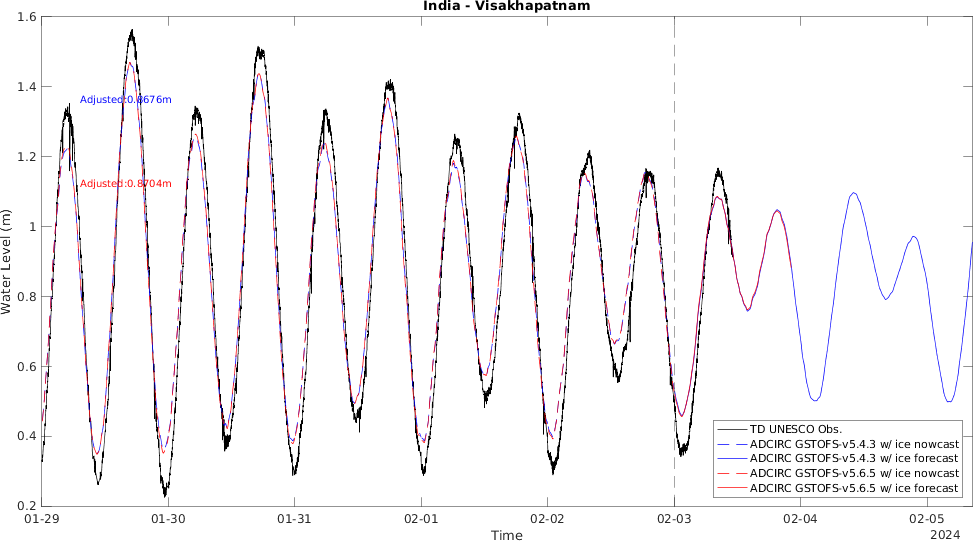 India - Visakhapatnam
1.6
1.4
1.2
1
0.8
0.6
0.4
0.2
Water Level (m)
Adjusted:0.8676m
Adjusted:0.8704m
TD UNESCO Obs.
ADCIRC GSTOFS-v5.4.3 w/ ice nowcast
ADCIRC GSTOFS-v5.4.3 w/ ice forecast
ADCIRC GSTOFS-v5.6.5 w/ ice nowcast
ADCIRC GSTOFS-v5.6.5 w/ ice forecast
01-29 01-30 01-31 02-01 02-02 02-03 02-04 02-05
Time
2024